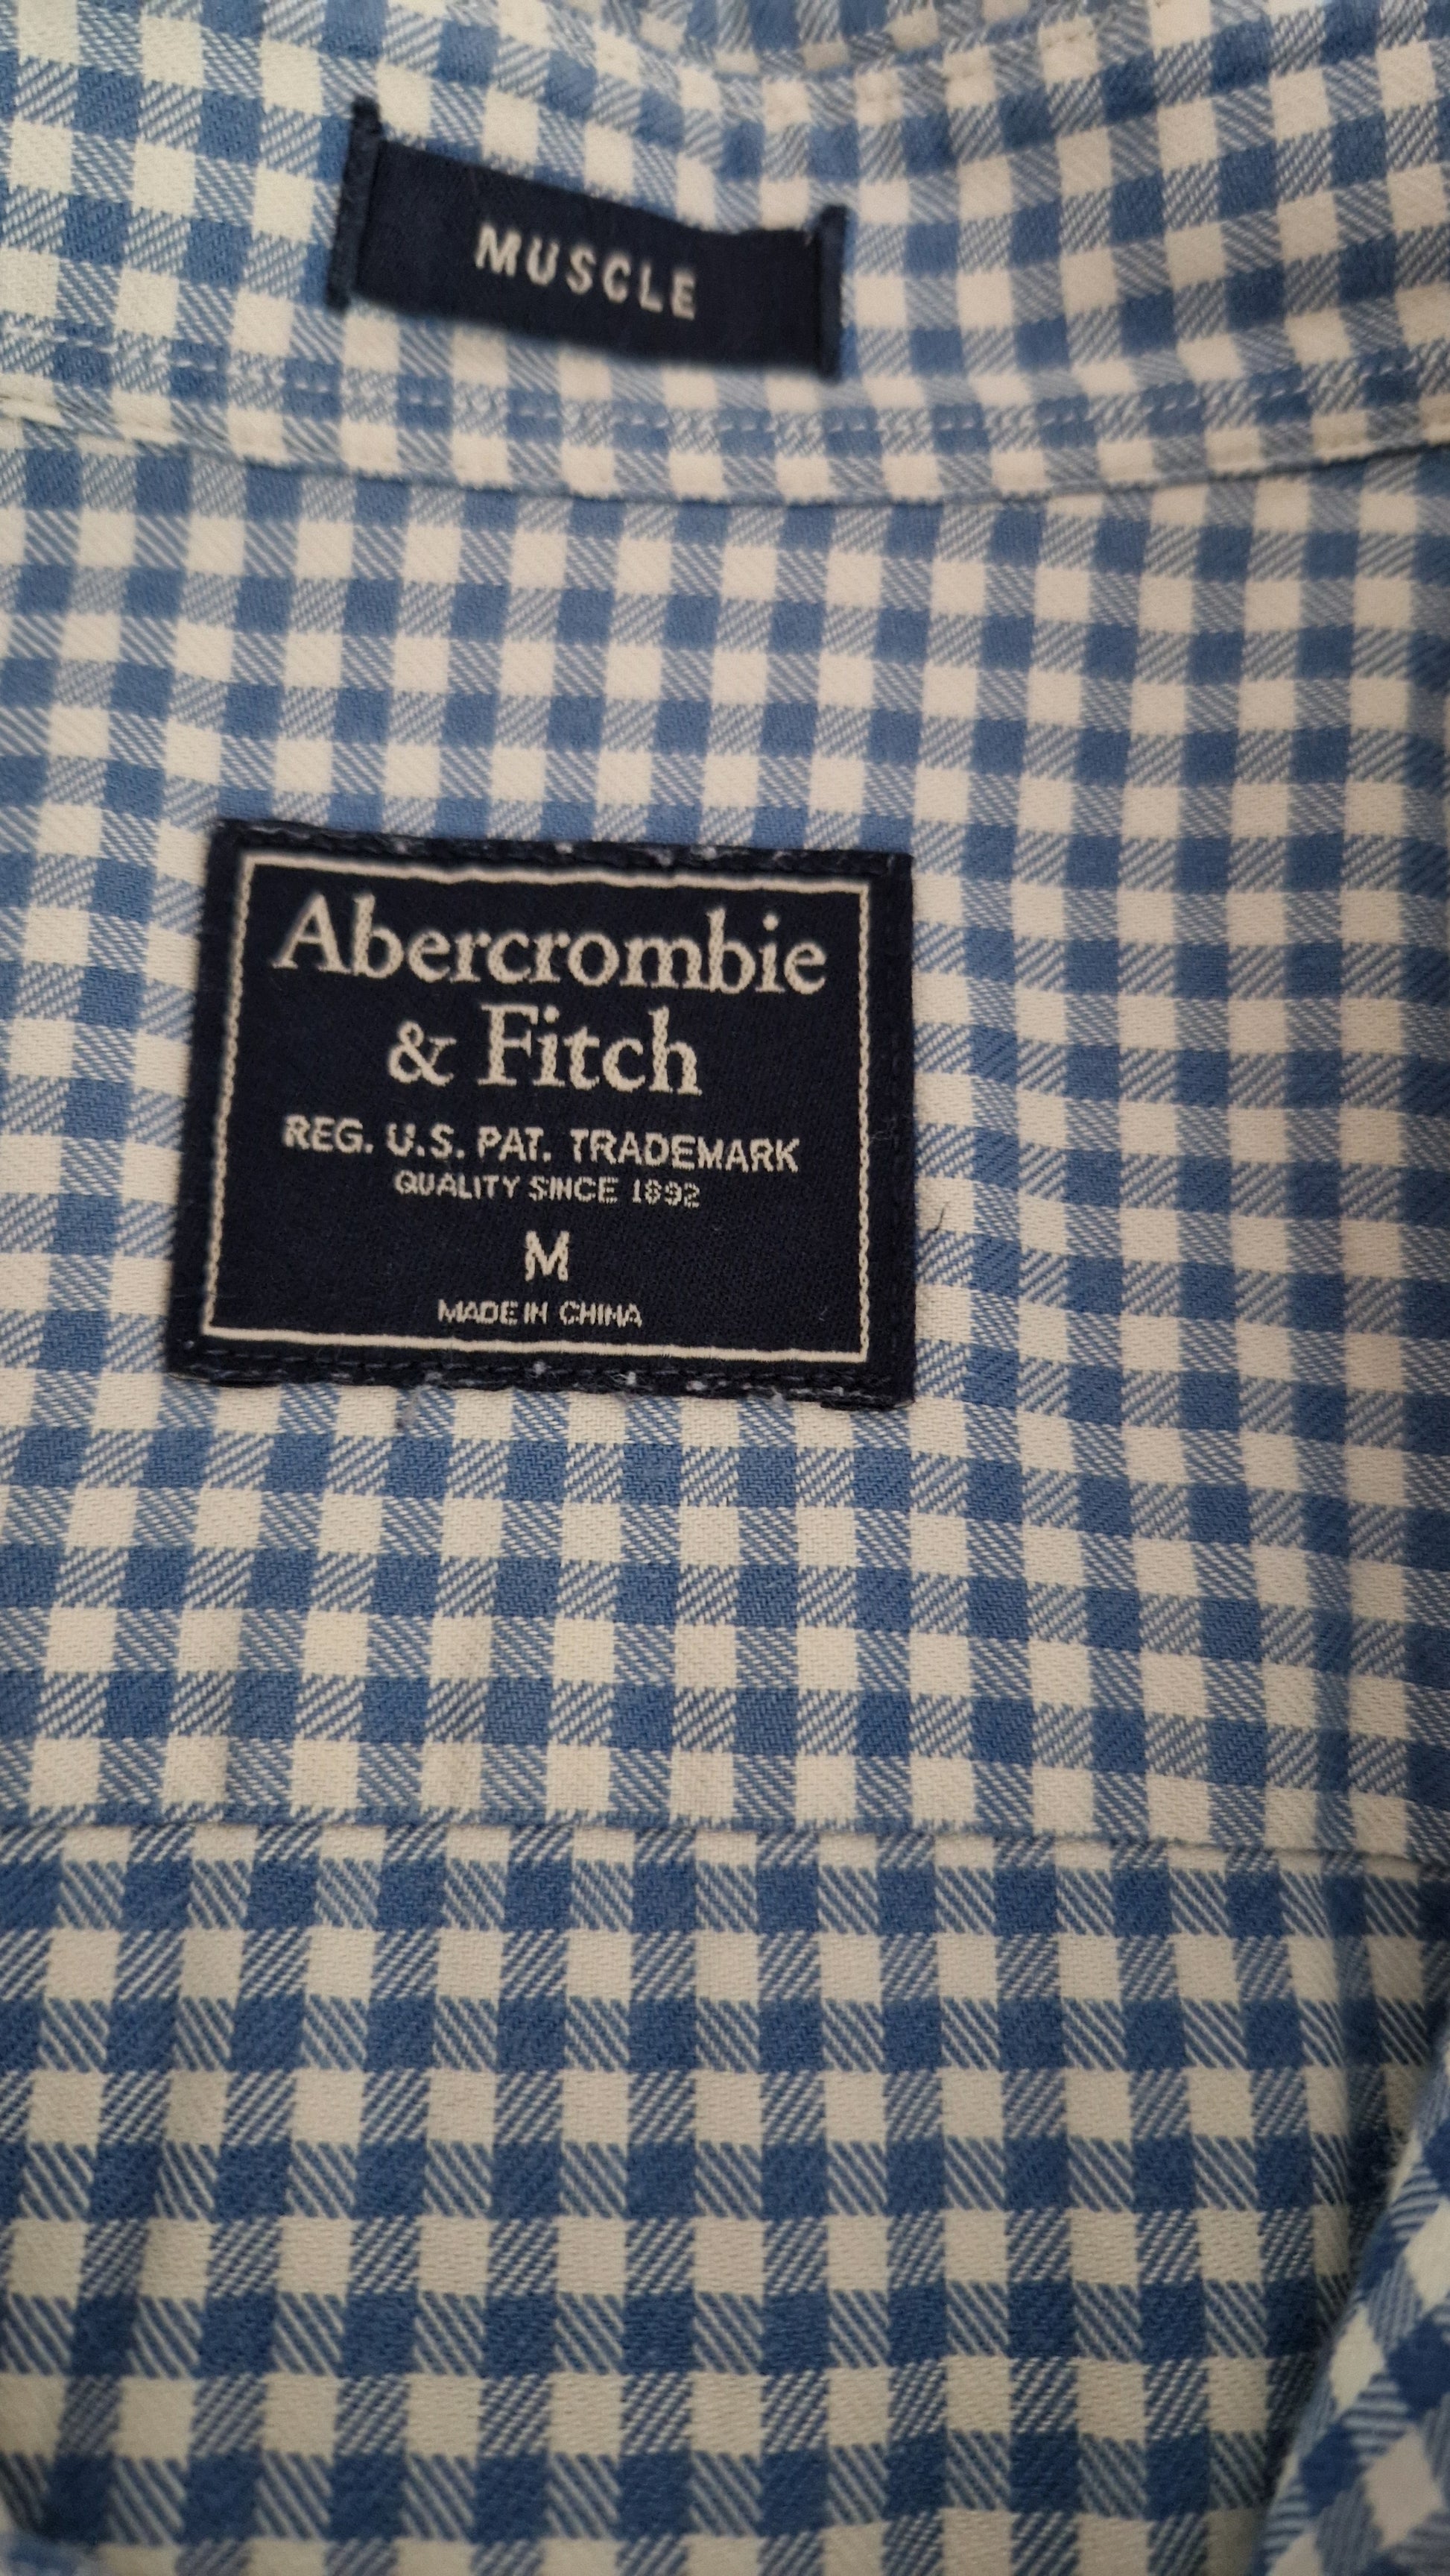 MUSCLE
Abercrombie
& Fitch
REG. U.S. PAT. TRADEMARK
QUALITY SINCE 1892
M
MADE IN CHINA